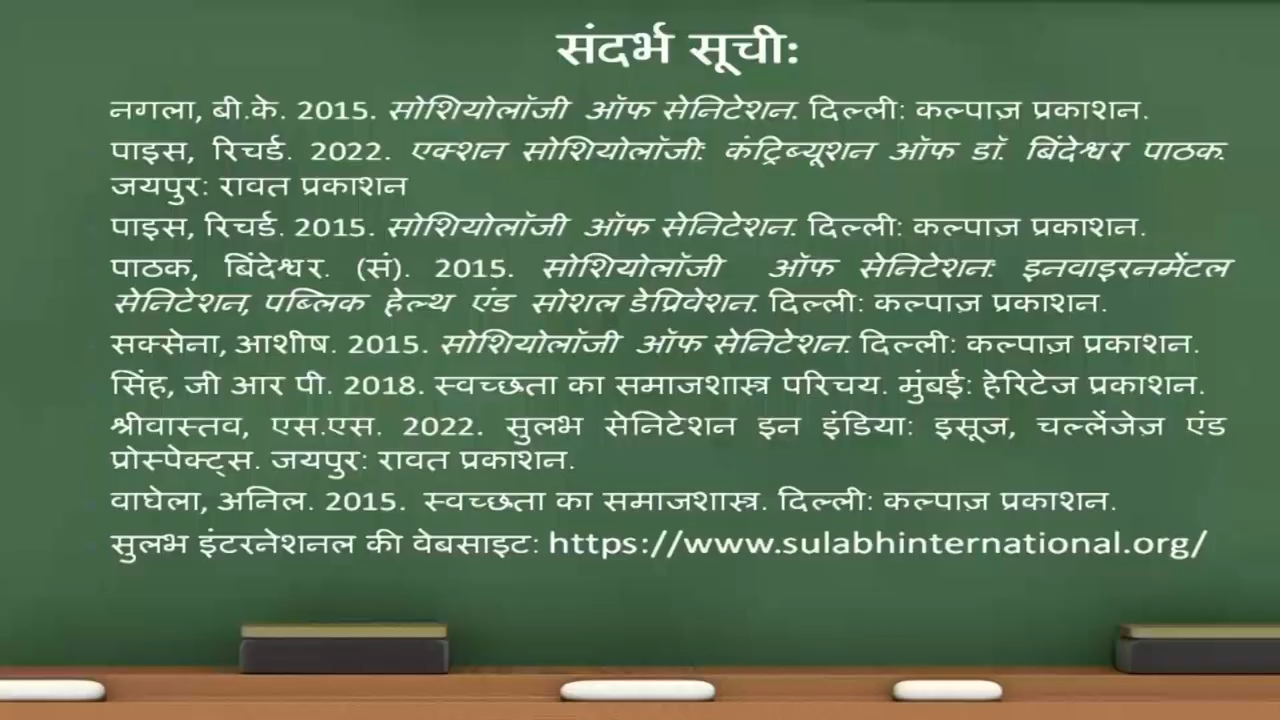 संदर्भ सूची:
नगला, बी.के. 2015. सोशियोलॉजी ऑफ सेनिटेशन. दिल्ली: कल्पाज़ प्रकाशन.
पाइस, रिचर्ड. 2022. एक्शन सोशियोलॉजी: कंट्रिब्यूशन ऑफ डॉ. बिंदेश्वर पाठक.
जयपुर: रावत प्रकाशन
पाइस, रिचर्ड. 2015. सोशियोलॉजी ऑफ सेनिटेशन. दिल्ली: कल्पाज़ प्रकाशन.
पाठक, बिंदेश्वर. (सं). 2015. सोशियोलॉजी ऑफ सेनिटेशन: इनवाइरनमेंटल
सेनिटेशन, पब्लिक हेल्थ एंड सोशल डेप्रिवेशन. दिल्ली: कल्पाज़ प्रकाशन.
सक्सेना, आशीष. 2015. सोशियोलॉजी ऑफ सेनिटेशन. दिल्ली: कल्पाज़ प्रकाशन.
सिंह, जी आर पी. 2018. स्वच्छता का समाजशास्त्र परिचय. मुंबई: हेरिटेज प्रकाशन.
श्रीवास्तव, एस.एस. 2022. सुलभ सेनिटेशन इन इंडिया: इसूज, चल्लेंजेज़ एंड
प्रोस्पेक्ट्स. जयपुर: रावत प्रकाशन.
वाघेला, अनिल. 2015. स्वच्छता का समाजशास्त्र. दिल्ली: कल्पाज़ प्रकाशन.
सुलभ इंटरनेशनल की वेबसाइट: https://www.sulabhinternational.org/